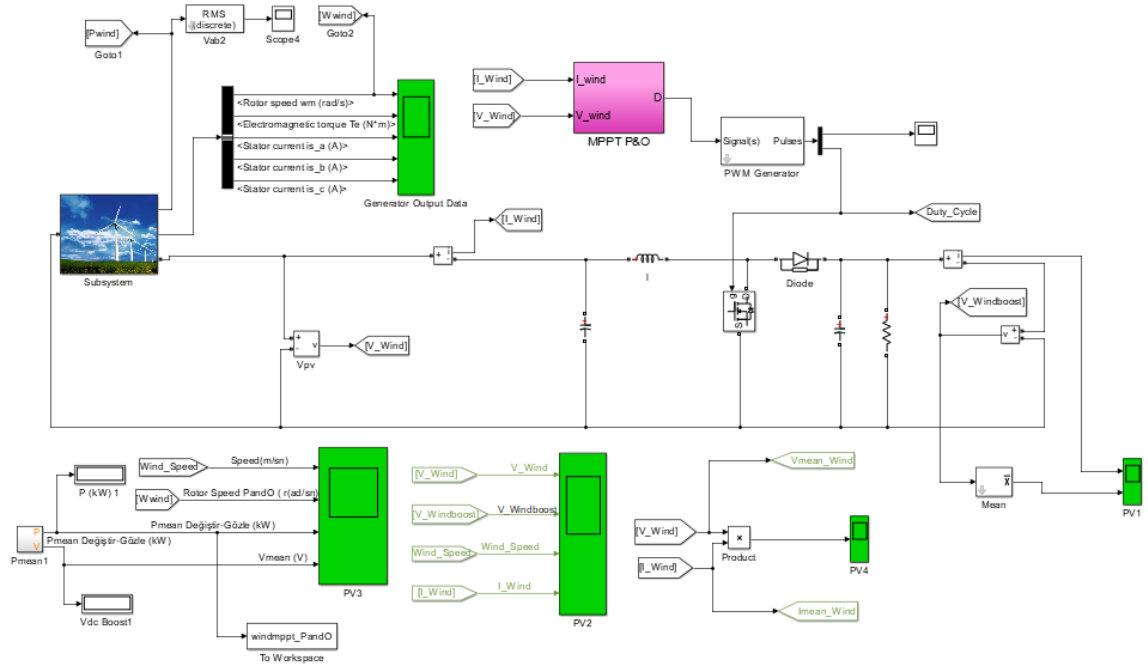 [Pwind]
Goto1
RMS
(discrete)
Vab2
Scope4
[Wwind]
Goto2
<Rotor speed wm (rad/s)>
<Electromagnetic torque Te (N*m)>
<Stator current is_a (A)>
<Stator current is_b (A)>
<Stator current is_c (A)>
Generator Output Data
[I_Wind]
[V_Wind]
I_wind
V_wind
D
MPPT P&O
Signal(s)
Pulses
PWM Generator
Duty_Cycle
Subsystem
[I_Wind]
+
-
i
+
-
v
Vpv
[V_Wind]
l
g
D
S
Diode
+
-
i
[V_Windboost]
v
+
-
Mean
PV1
Wind_Speed
Speed(m/sn)
P (kW) 1
[Wwind]
Rotor Speed PandO ( r(ad/sn)
P
V
Pmean1
Pmean Değiştir-Gözle (kW)
Pmean Değiştir-Gözle (kW)
Vmean (V)
PV3
Vdc Boost1
windmppt_PandO
To Workspace
[V_Wind]
V_Wind
[V_Windboost]
V_Windboost
Wind_Speed
Wind_Speed
[I_Wind]
I_Wind
PV2
Vmean_Wind
[V_Wind]
[I_Wind]
×
Product
PV4
Imean_Wind